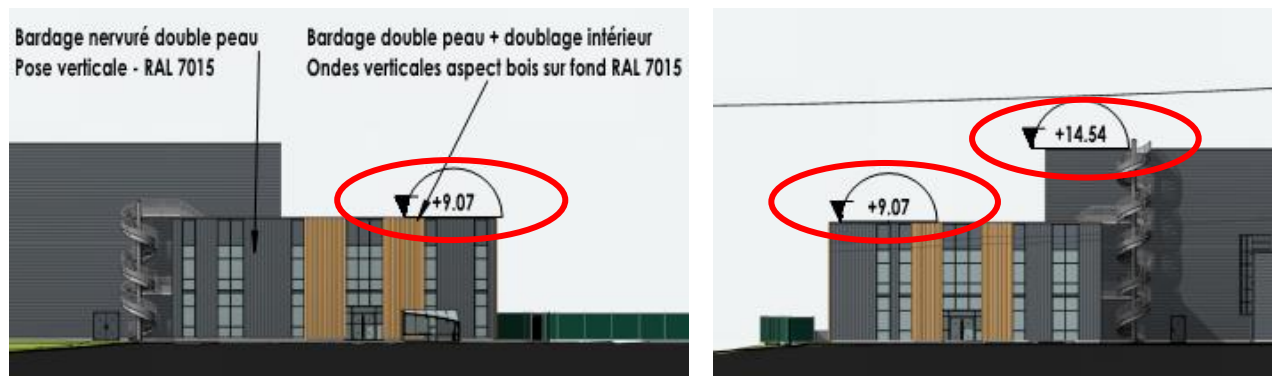 Bardage nervuré double peau
Pose verticale - RAL 7015
Bardage double peau + doublage intérieur
Ondes verticales aspect bois sur fond RAL 7015
+9.07
+14.54
+9.07